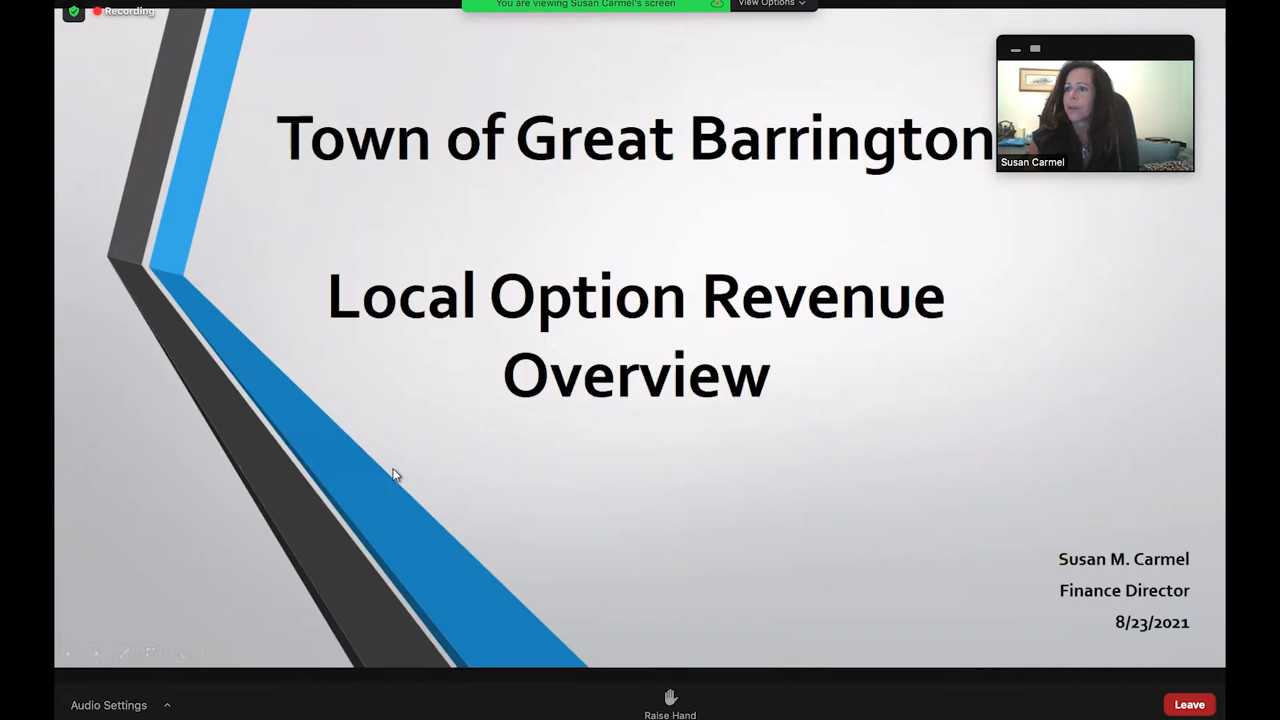 Recording
You are viewing Susan Carmel's screen
View Options
Town of Great Barrington
Susan Carmel
Local Option Revenue
Overview
Susan M. Carmel
Finance Director
8/23/2021
Audio Settings
Raise Hand
Leave